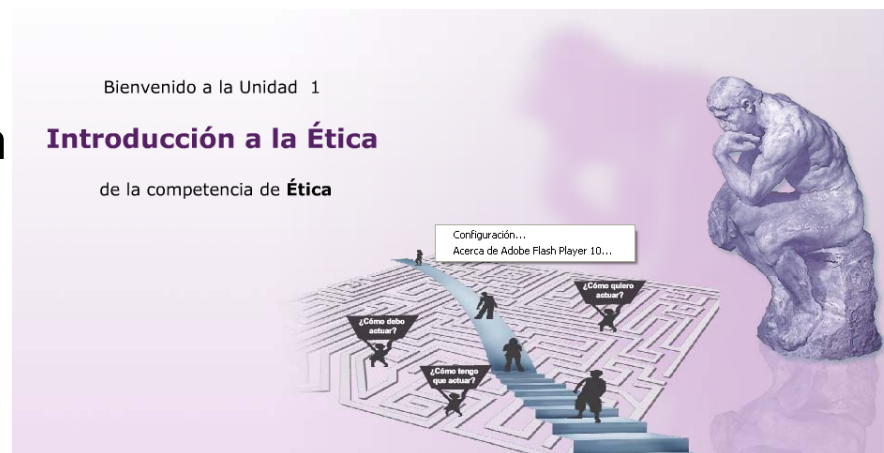 Bienvenido a la Unidad 1
Introducción a la Ética
de la competencia de Ética
Configuración...
Acerca de Adobe Flash Player 10...
¿Cómo quiero
actuar?
¿Cómo debo
actuar?
¿Cómo tengo
que actuar?